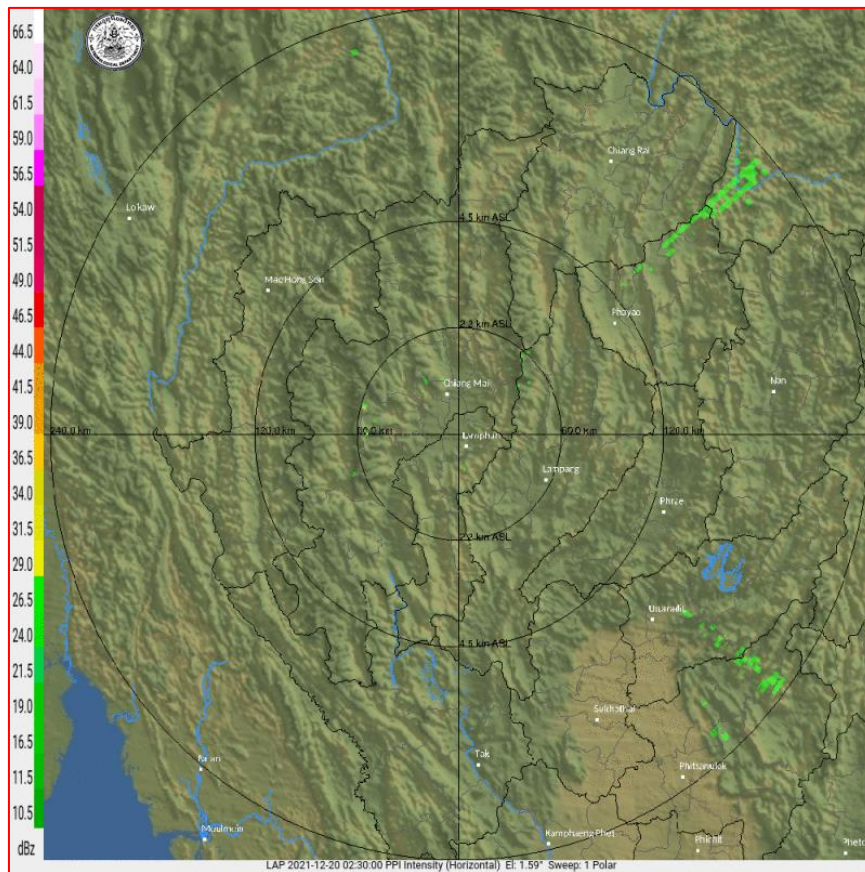 66.5
64.0
61.5
59.0
56.5
54.0
51.5
49.0
46.5
44.0
41.5
39.0
36.5
34.0
31.5
29.0
26.5
24.0
21.5
19.0
16.5
11.5
10.5
dBz
Chiang Rai
Lo'kaw
4.5 km ASL
Mae Hong Son
Phayao
2.2 km ASL
Chiang Mai
Nan
240.0 km
120.0 km
60.0 km
60.0 km
120.0 km
Lamphun
Lampang
Phrae
2.2 km ASL
Uttaradit
4.5 km ASL
Sukhothai
Tak
Pa-an
Phitsanulok
Moulmein
Kamphaeng Phet
Phichit
LAP 2021-12-20 02:30:00 PPI Intensity (Horizontal) El: 1.59° Sweep: 1 Polar